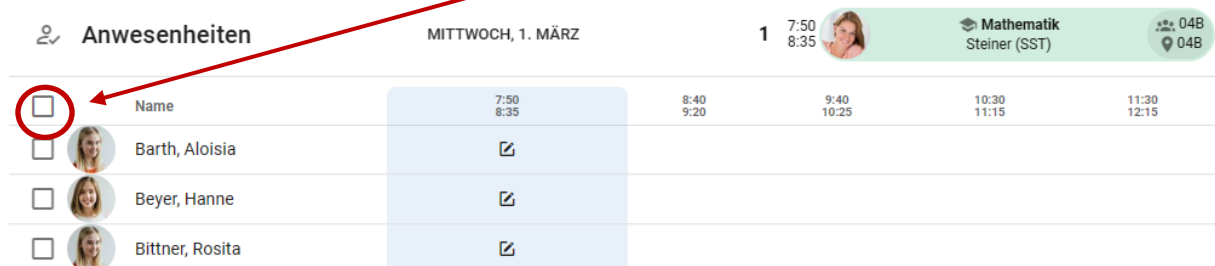 Anwesenheiten MITTWOCH, 1. MÄRZ 1 7:50 Mathematik 04B
8:35 Steiner (SST) 04B
Name 7:50 8:40 9:40 10:30 11:30
8:35 9:20 10:25 11:15 12:15
Barth, Aloisia
Beyer, Hanne
Bittner, Rosita